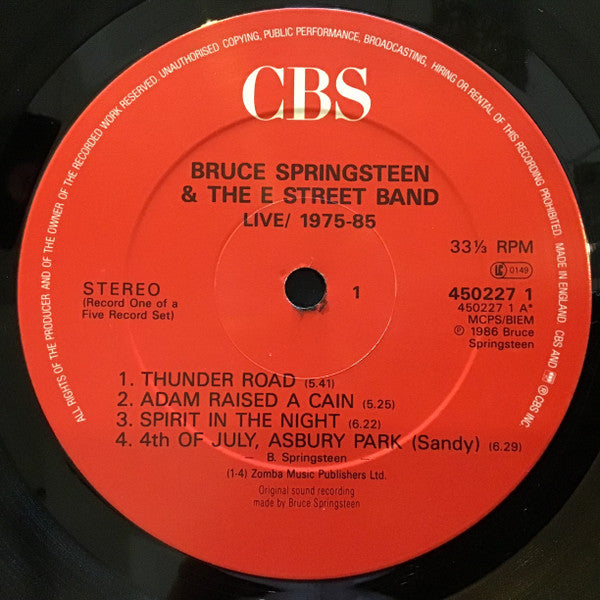 ALL RIGHTS OF THE PRODUCER AND OF THE OWNER OF THE RECORDED WORK RESERVED. UNAUTHORISED COPYING, PUBLIC PERFORMANCE, BROADCASTING, HIRING OR RENTAL OF THIS RECORDING PROHIBITED. MADE IN ENGLAND. CBS AND ® CBS INC
CBS
BRUCE SPRINGSTEEN
& THE E STREET BAND
LIVE/ 1975-85
33⅓ RPM
LC 0149
STEREO
(Record One of a
Five Record Set)
1
450227 1
450227 1 A*
MCPS/BIEM
℗ 1986 Bruce
Springsteen
1. THUNDER ROAD (5.41)
2. ADAM RAISED A CAIN (5.25)
3. SPIRIT IN THE NIGHT (6.22)
4. 4th OF JULY, ASBURY PARK (Sandy) (6.29)
– B. Springsteen –
(1-4) Zomba Music Publishers Ltd.
Original sound recording
made by Bruce Springsteen